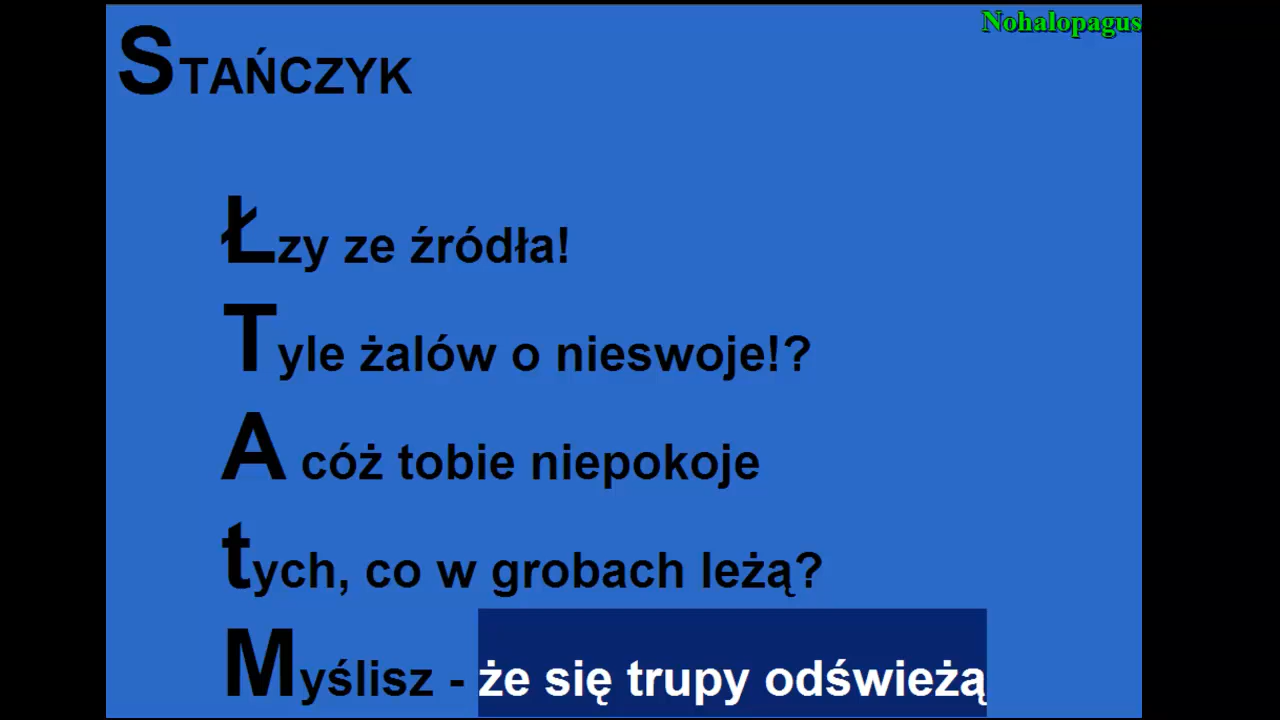 Nohalopagus
STAŃCZYK
Łzy ze źródła!
Tyle żalów o nieswoje!?
A cóż tobie niepokoje
tych, co w grobach leżą?
Myślisz - że się trupy odświeżą